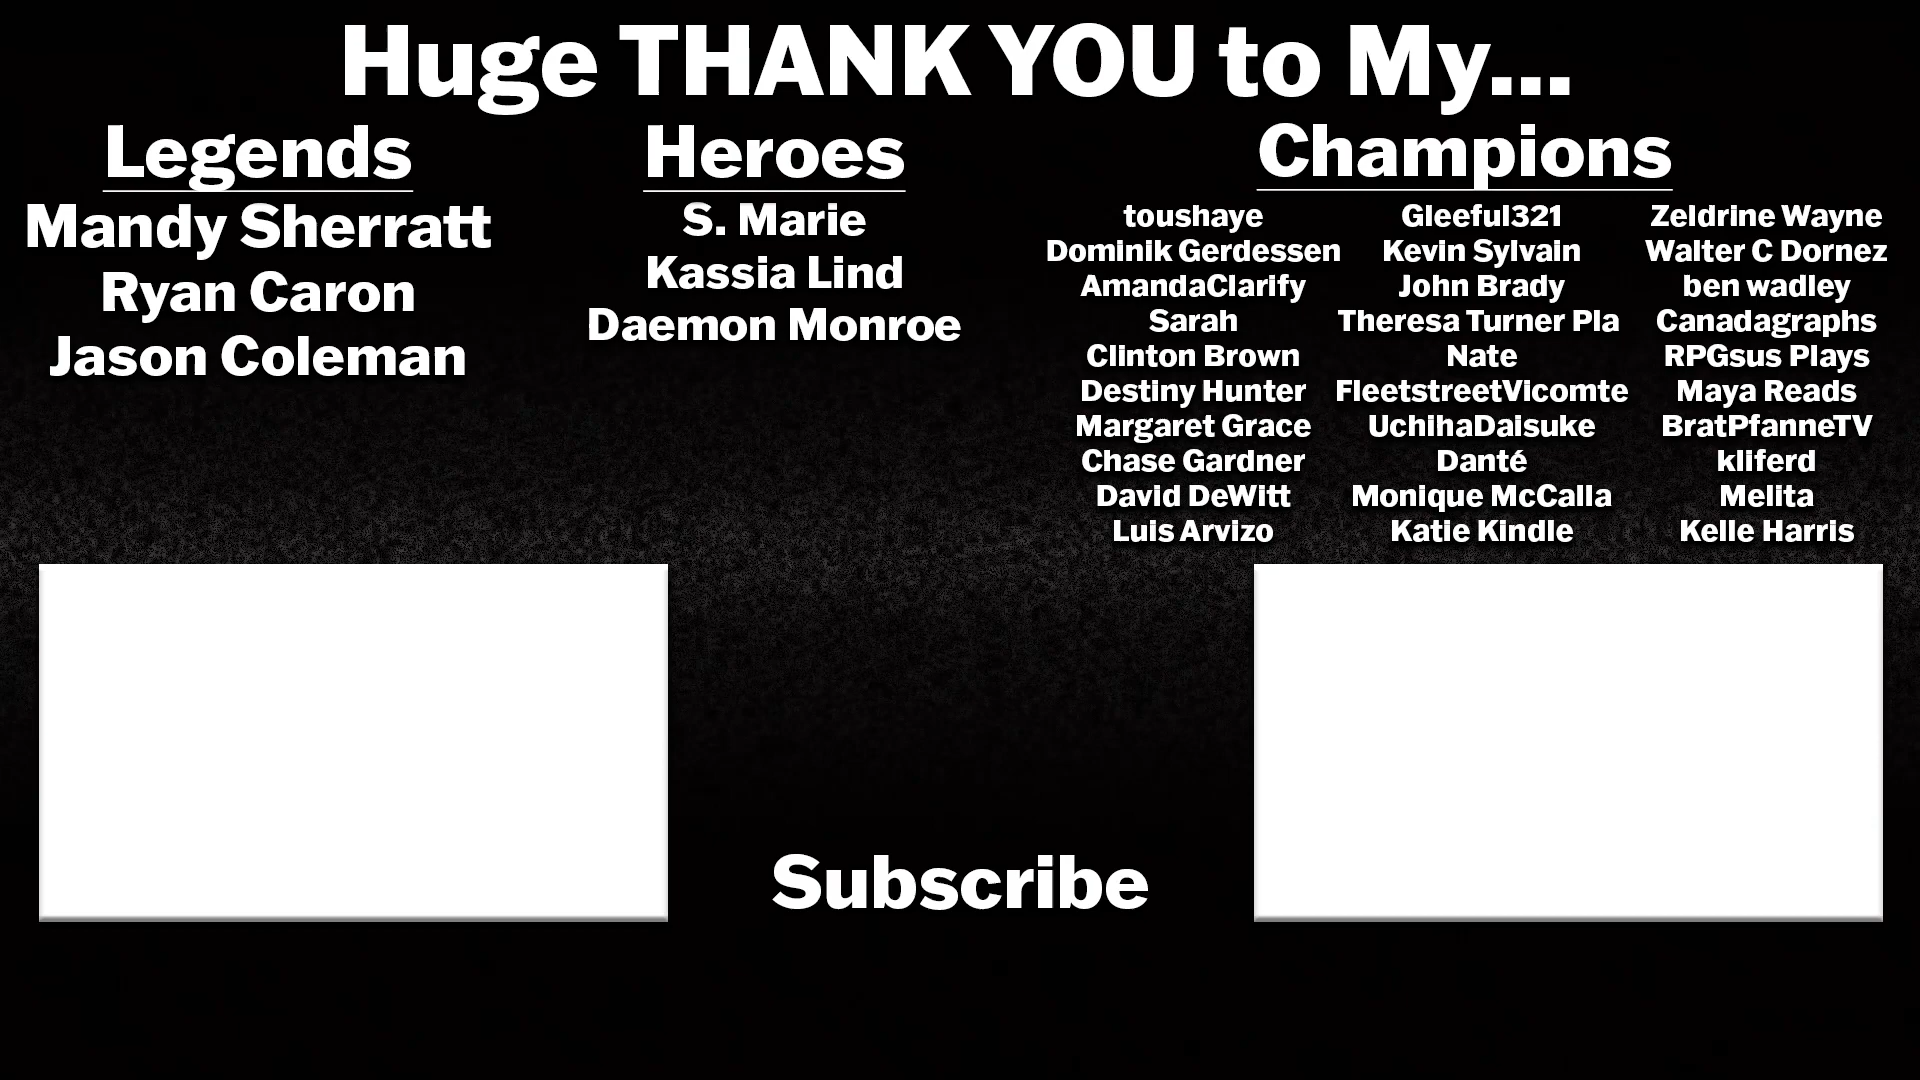 Huge THANK YOU to My...
Legends
Mandy Sherratt
Ryan Caron
Jason Coleman
Heroes
S. Marie
Kassia Lind
Daemon Monroe
Champions
toushaye
Dominik Gerdessen
AmandaClarify
Sarah
Clinton Brown
Destiny Hunter
Margaret Grace
Chase Gardner
David DeWitt
Luis Arvizo
Gleeful321
Kevin Sylvain
John Brady
Theresa Turner Pla
Nate
FleetstreetVicomte
UchihaDaisuke
Danté
Monique McCalla
Katie Kindle
Zeldrine Wayne
Walter C Dornez
ben wadley
Canadagraphs
RPGsus Plays
Maya Reads
BratPfanneTV
kliferd
Melita
Kelle Harris
Subscribe